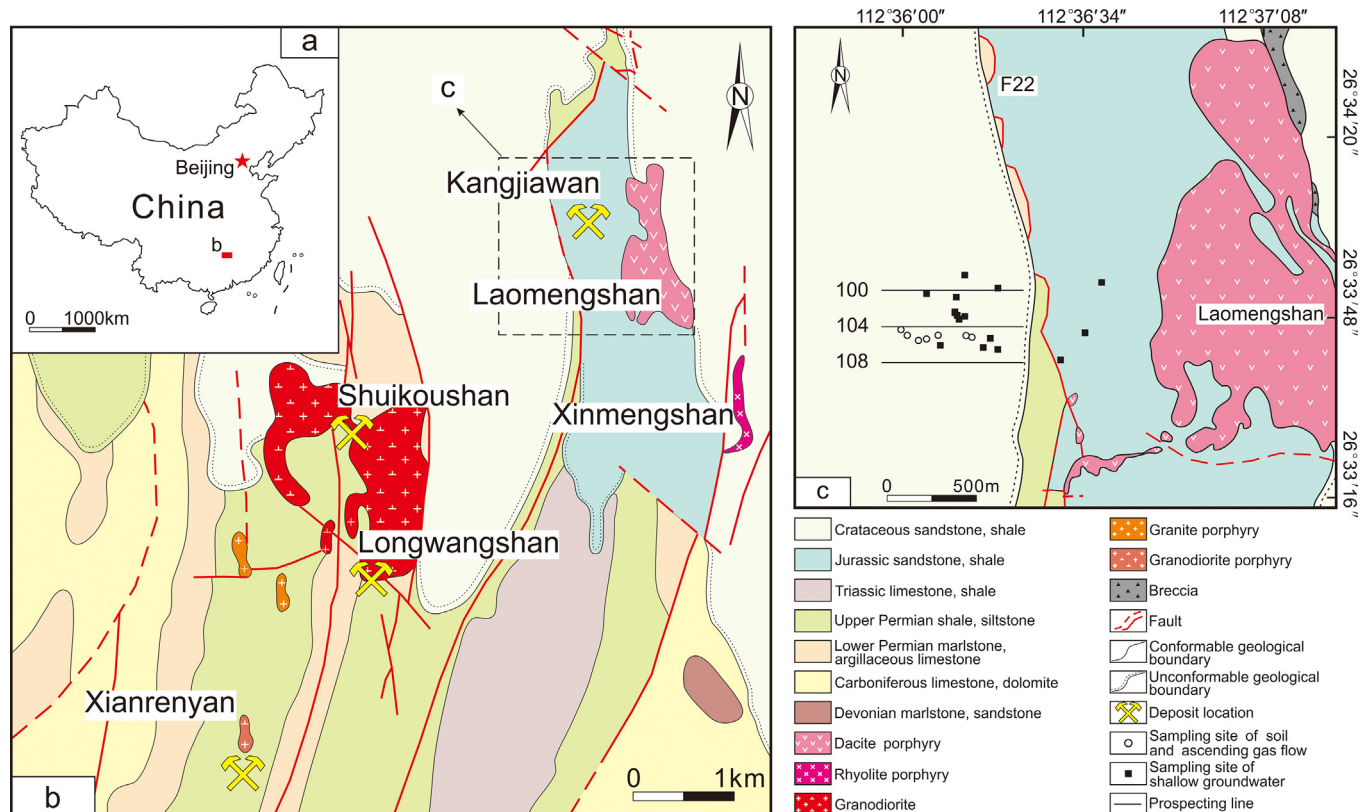 a
Beijing
China
b
0 1000km
c
N
Kangjiawan
Laomengshan
Shuikoushan
Xinmengshan
Longwangshan
Xianrenyan
0 1km
b
112°36′00″ 112°36′34″ 112°37′08″
N
F22
26°34′20″
100
104
108
26°33′48″
Laomengshan
26°33′16″
c
0 500m
Crataceous sandstone, shale
Jurassic sandstone, shale
Triassic limestone, shale
Upper Permian shale, siltstone
Lower Permian marlstone,
argillaceous limestone
Carboniferous limestone, dolomite
Devonian marlstone, sandstone
Dacite porphyry
Rhyolite porphyry
Granodiorite
Granite porphyry
Granodiorite porphyry
Breccia
Fault
Conformable geological
boundary
Unconformable geological
boundary
Deposit location
Sampling site of soil
and ascending gas flow
Sampling site of
shallow groundwater
Prospecting line